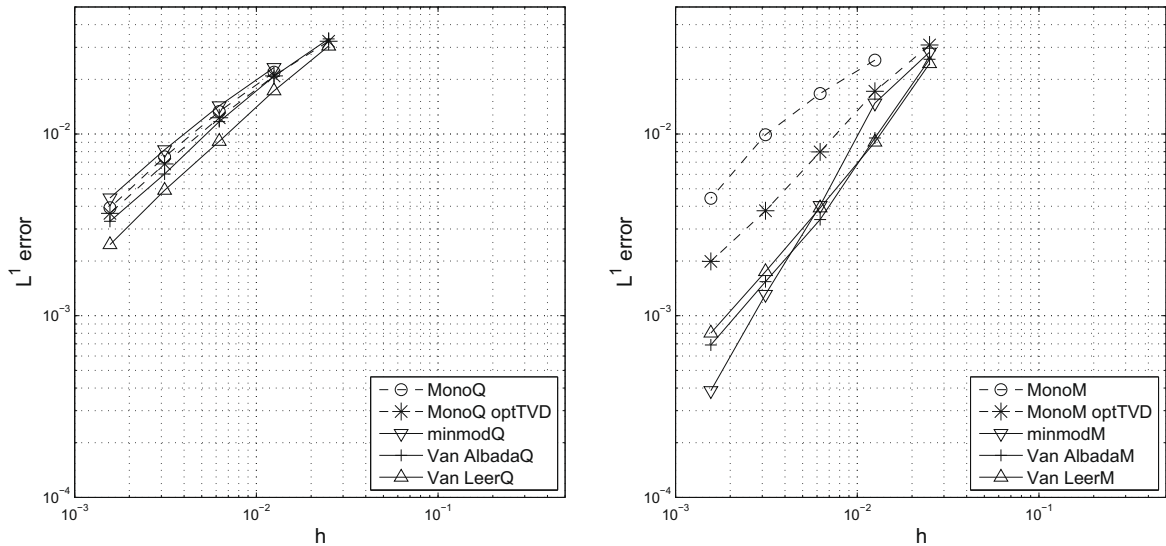 10^-2
10^-3
10^-4
L^1 error
10^-3
10^-2
10^-1
h
MonoQ
MonoQ optTVD
minmodQ
Van AlbadaQ
Van LeerQ
10^-2
10^-3
10^-4
L^1 error
10^-3
10^-2
10^-1
h
MonoM
MonoM optTVD
minmodM
Van AlbadaM
Van LeerM